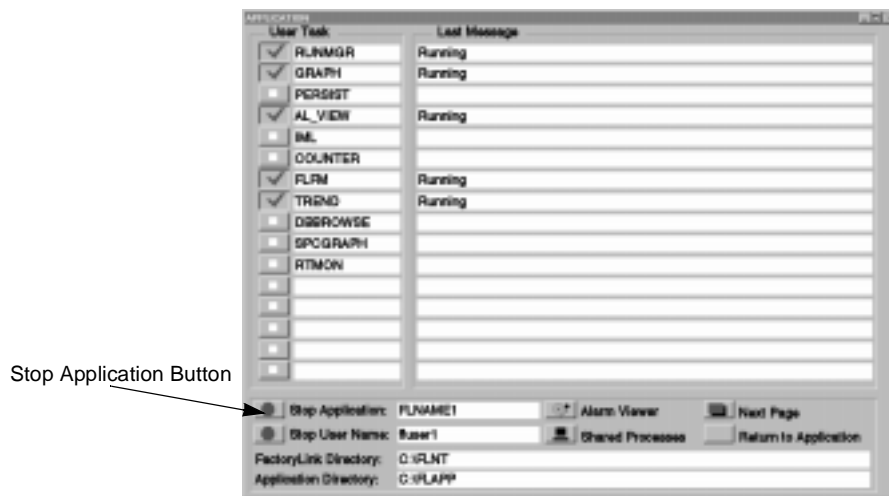 APPLICATION
User Task Last Message
RUNMGR Running
GRAPH Running
PERSIST
AL_VIEW Running
IML
COUNTER
FLFM Running
TREND Running
DBBROWSE
SPCGRAPH
RTMON
Stop Application Button
Stop Application: FLNAME1 Alarm Viewer Next Page
Stop User Name: fluser1 Shared Processes Return to Application
FactoryLink Directory: C:\FLNT
Application Directory: C:\FLAPP